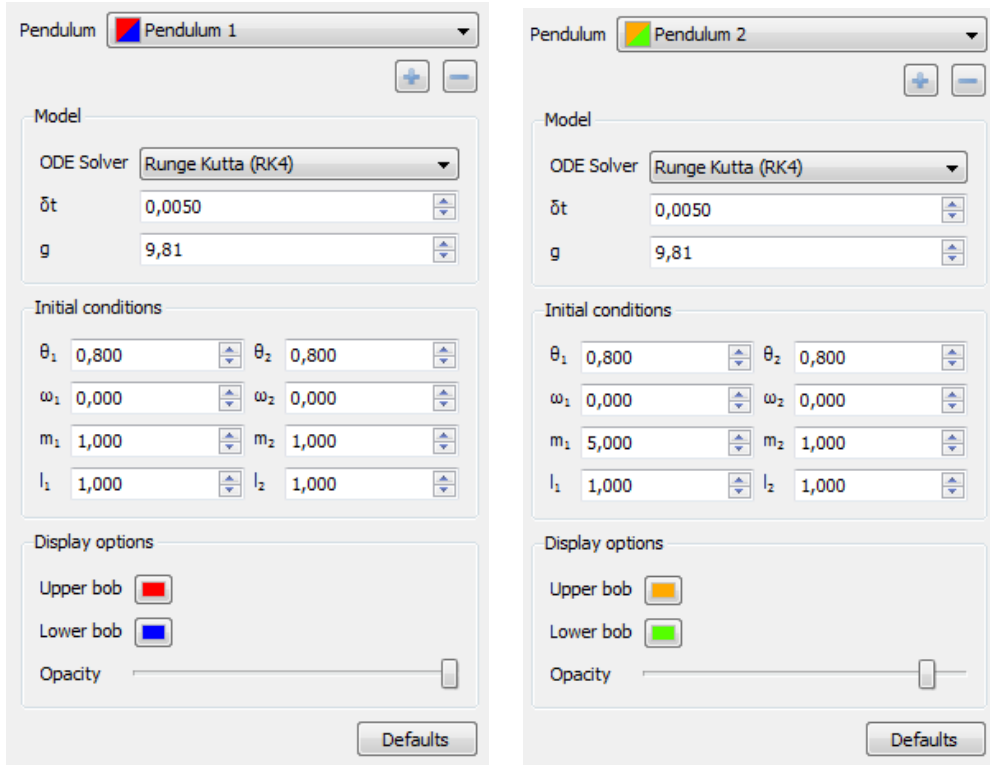 Pendulum Pendulum 1
Model
ODE Solver Runge Kutta (RK4)
δt 0,0050
g 9,81
Initial conditions
θ₁ 0,800 θ₂ 0,800
ω₁ 0,000 ω₂ 0,000
m₁ 1,000 m₂ 1,000
l₁ 1,000 l₂ 1,000
Display options
Upper bob
Lower bob
Opacity
Defaults
Pendulum Pendulum 2
Model
ODE Solver Runge Kutta (RK4)
δt 0,0050
g 9,81
Initial conditions
θ₁ 0,800 θ₂ 0,800
ω₁ 0,000 ω₂ 0,000
m₁ 5,000 m₂ 1,000
l₁ 1,000 l₂ 1,000
Display options
Upper bob
Lower bob
Opacity
Defaults